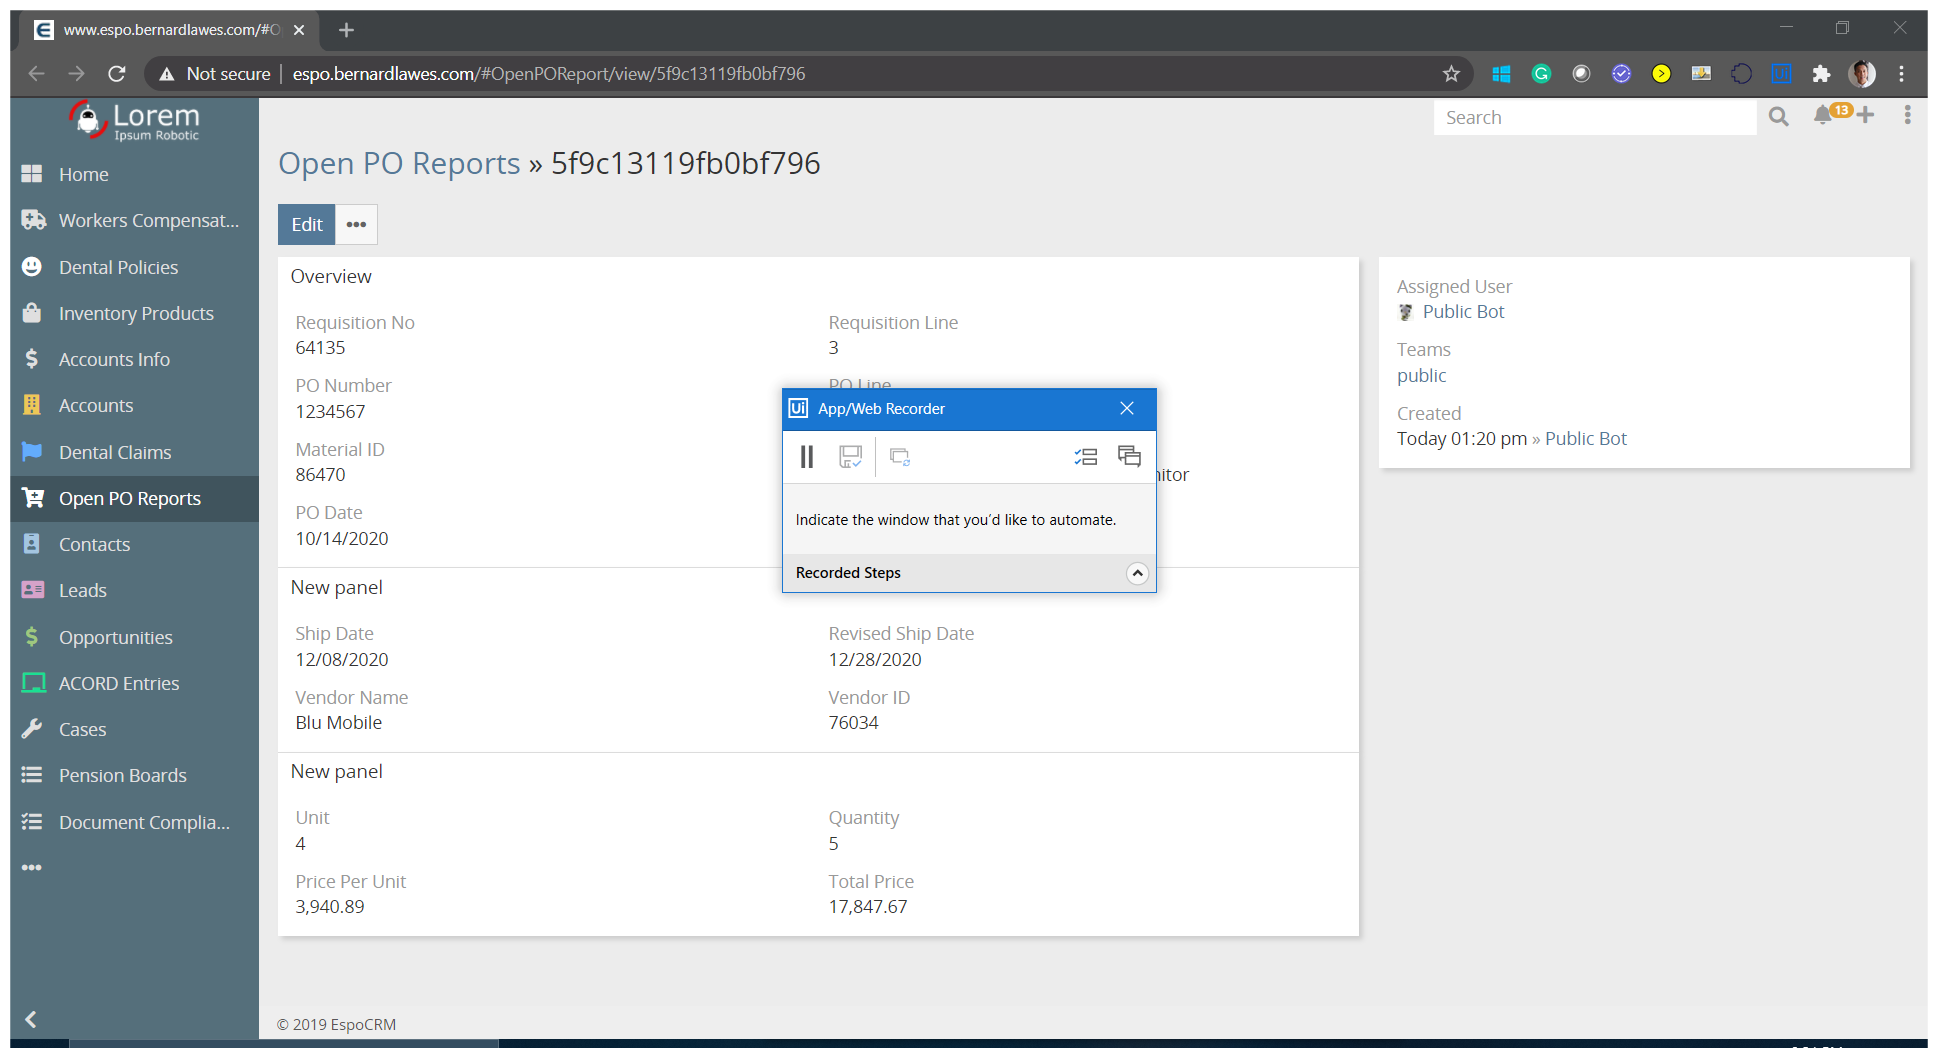 www.espo.bernardlawes.com/#O
Not secure espo.bernardlawes.com/#OpenPOReport/view/5f9c13119fb0bf796
Lorem
Ipsum Robotic
Search
13
Home
Workers Compensat...
Dental Policies
Inventory Products
Accounts Info
Accounts
Dental Claims
Open PO Reports
Contacts
Leads
Opportunities
ACORD Entries
Cases
Pension Boards
Document Complia...
Open PO Reports » 5f9c13119fb0bf796
Edit
Overview
Requisition No
64135
Requisition Line
3
PO Number
1234567
PO Line
Material ID
86470
nitor
PO Date
10/14/2020
Ui App/Web Recorder
Indicate the window that you'd like to automate.
Recorded Steps
New panel
Ship Date
12/08/2020
Revised Ship Date
12/28/2020
Vendor Name
Blu Mobile
Vendor ID
76034
New panel
Unit
4
Quantity
5
Price Per Unit
3,940.89
Total Price
17,847.67
Assigned User
Public Bot
Teams
public
Created
Today 01:20 pm » Public Bot
© 2019 EspoCRM